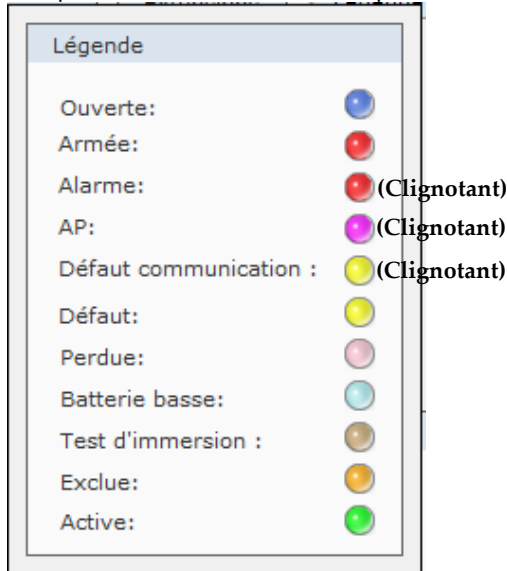 Légende
Ouverte:
Armée:
Alarme: (Clignotant)
AP: (Clignotant)
Défaut communication : (Clignotant)
Défaut:
Perdue:
Batterie basse:
Test d'immersion :
Exclue:
Active: